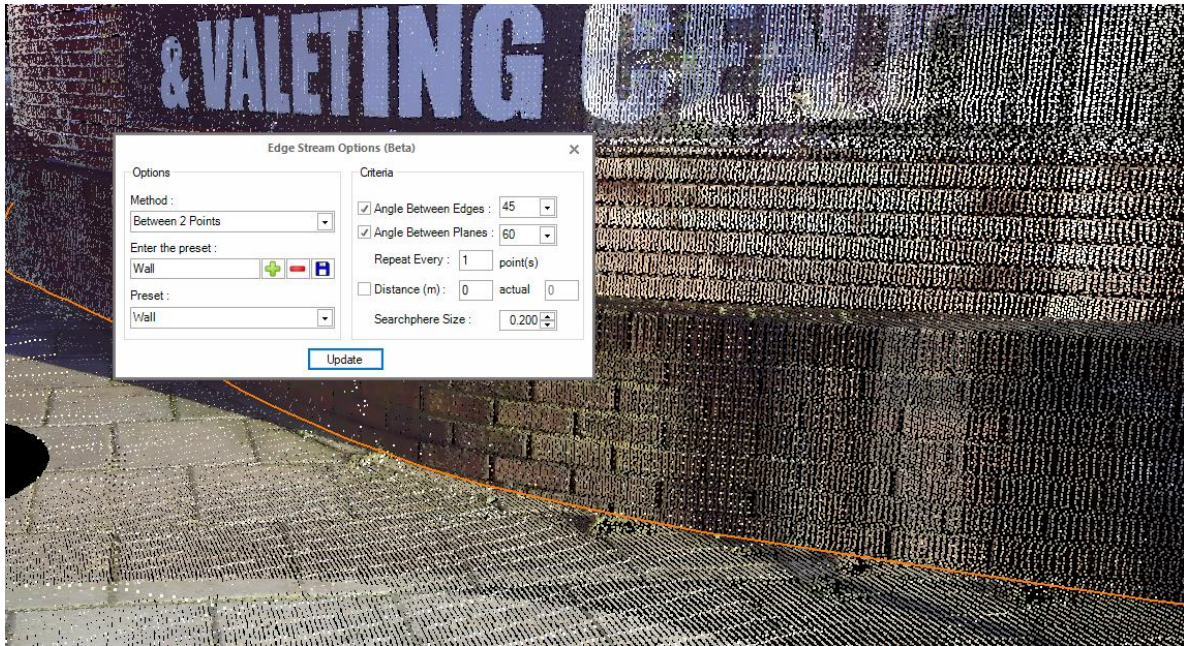 & VALETING
Edge Stream Options (Beta)
Options
Method :
Between 2 Points
Enter the preset :
Wall
Preset :
Wall
Criteria
Angle Between Edges : 45
Angle Between Planes : 60
Repeat Every : 1 point(s)
Distance (m) : 0 actual 0
Searchphere Size : 0.200
Update